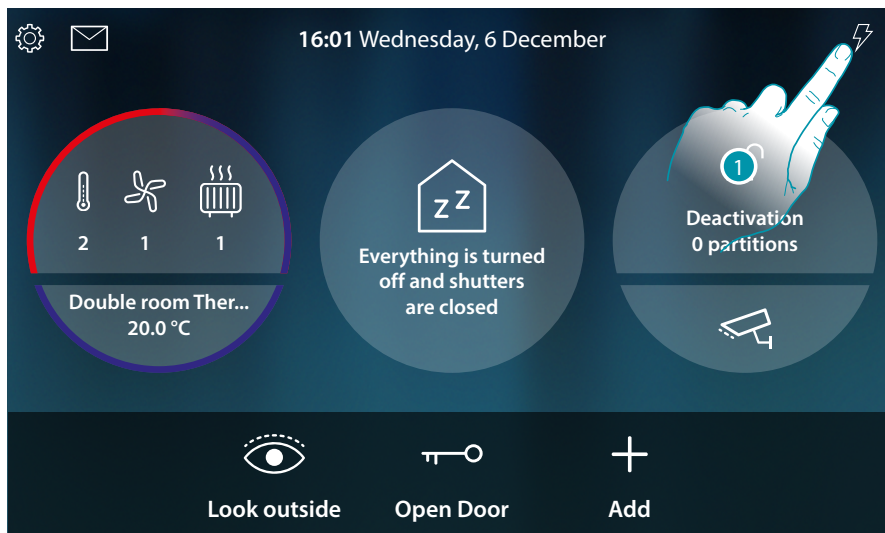 16:01 Wednesday, 6 December
2 1 1
Double room Ther...
20.0 °C
z Z
Everything is turned
off and shutters
are closed
1
Deactivation
0 partitions
Look outside
Open Door
Add